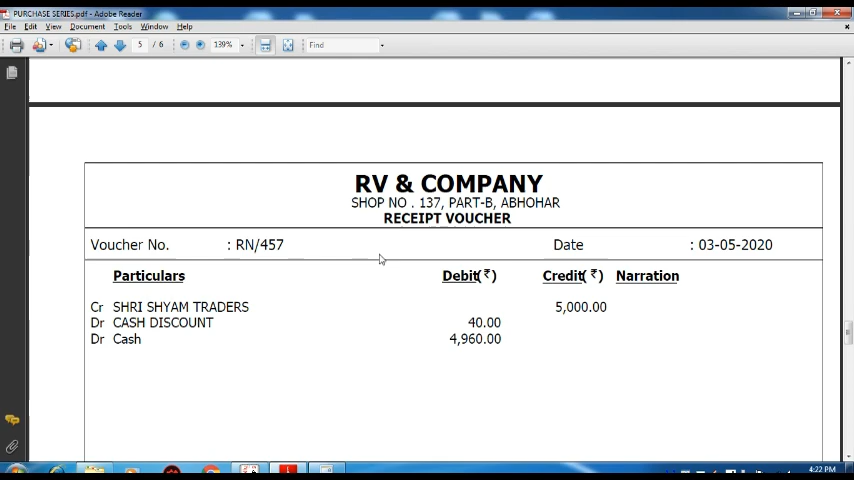 PURCHASE SERIES.pdf - Adobe Reader
File Edit View Document Tools Window Help
5 / 6 139% Find
RV & COMPANY
SHOP NO . 137, PART-B, ABHOHAR
RECEIPT VOUCHER
Voucher No. : RN/457 Date : 03-05-2020
Particulars Debit(₹) Credit(₹) Narration
Cr SHRI SHYAM TRADERS 5,000.00
Dr CASH DISCOUNT 40.00
Dr Cash 4,960.00
4:22 PM